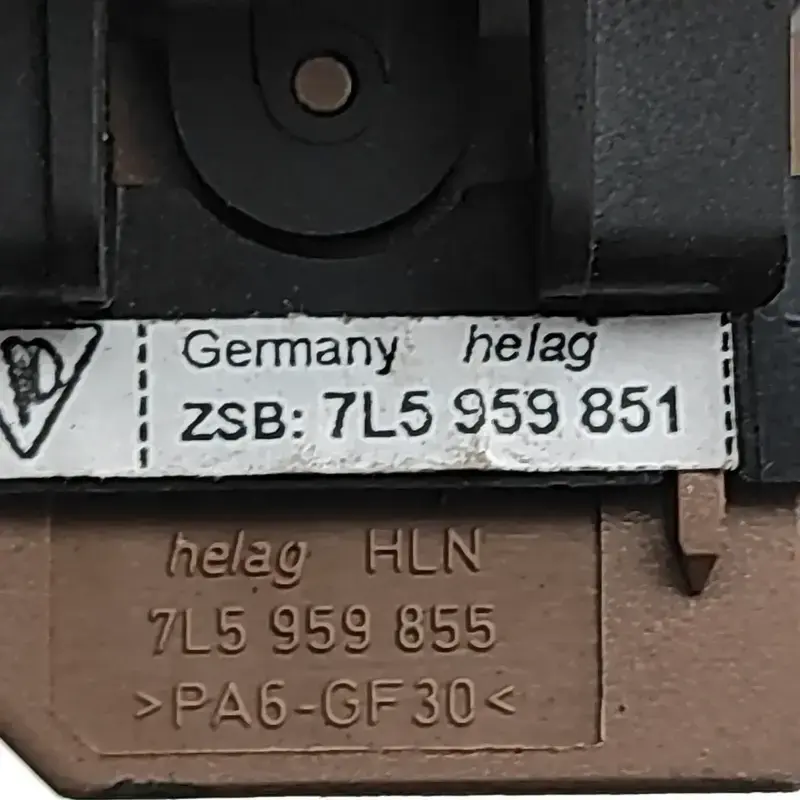 Germany helag
ZSB: 7L5 959 851
helag HLN
7L5 959 855
>PA6-GF30<